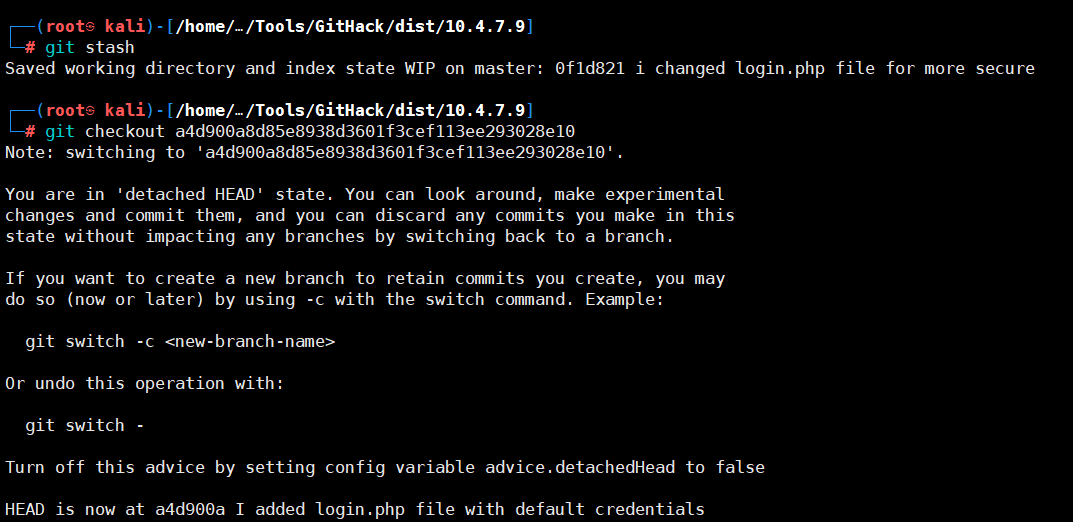 ┌──(root㉿ kali)-[/home/…/Tools/GitHack/dist/10.4.7.9]
└─# git stash
Saved working directory and index state WIP on master: 0f1d821 i changed login.php file for more secure
┌──(root㉿ kali)-[/home/…/Tools/GitHack/dist/10.4.7.9]
└─# git checkout a4d900a8d85e8938d3601f3cef113ee293028e10
Note: switching to 'a4d900a8d85e8938d3601f3cef113ee293028e10'.
You are in 'detached HEAD' state. You can look around, make experimental
changes and commit them, and you can discard any commits you make in this
state without impacting any branches by switching back to a branch.
If you want to create a new branch to retain commits you create, you may
do so (now or later) by using -c with the switch command. Example:
git switch -c <new-branch-name>
Or undo this operation with:
git switch -
Turn off this advice by setting config variable advice.detachedHead to false
HEAD is now at a4d900a I added login.php file with default credentials